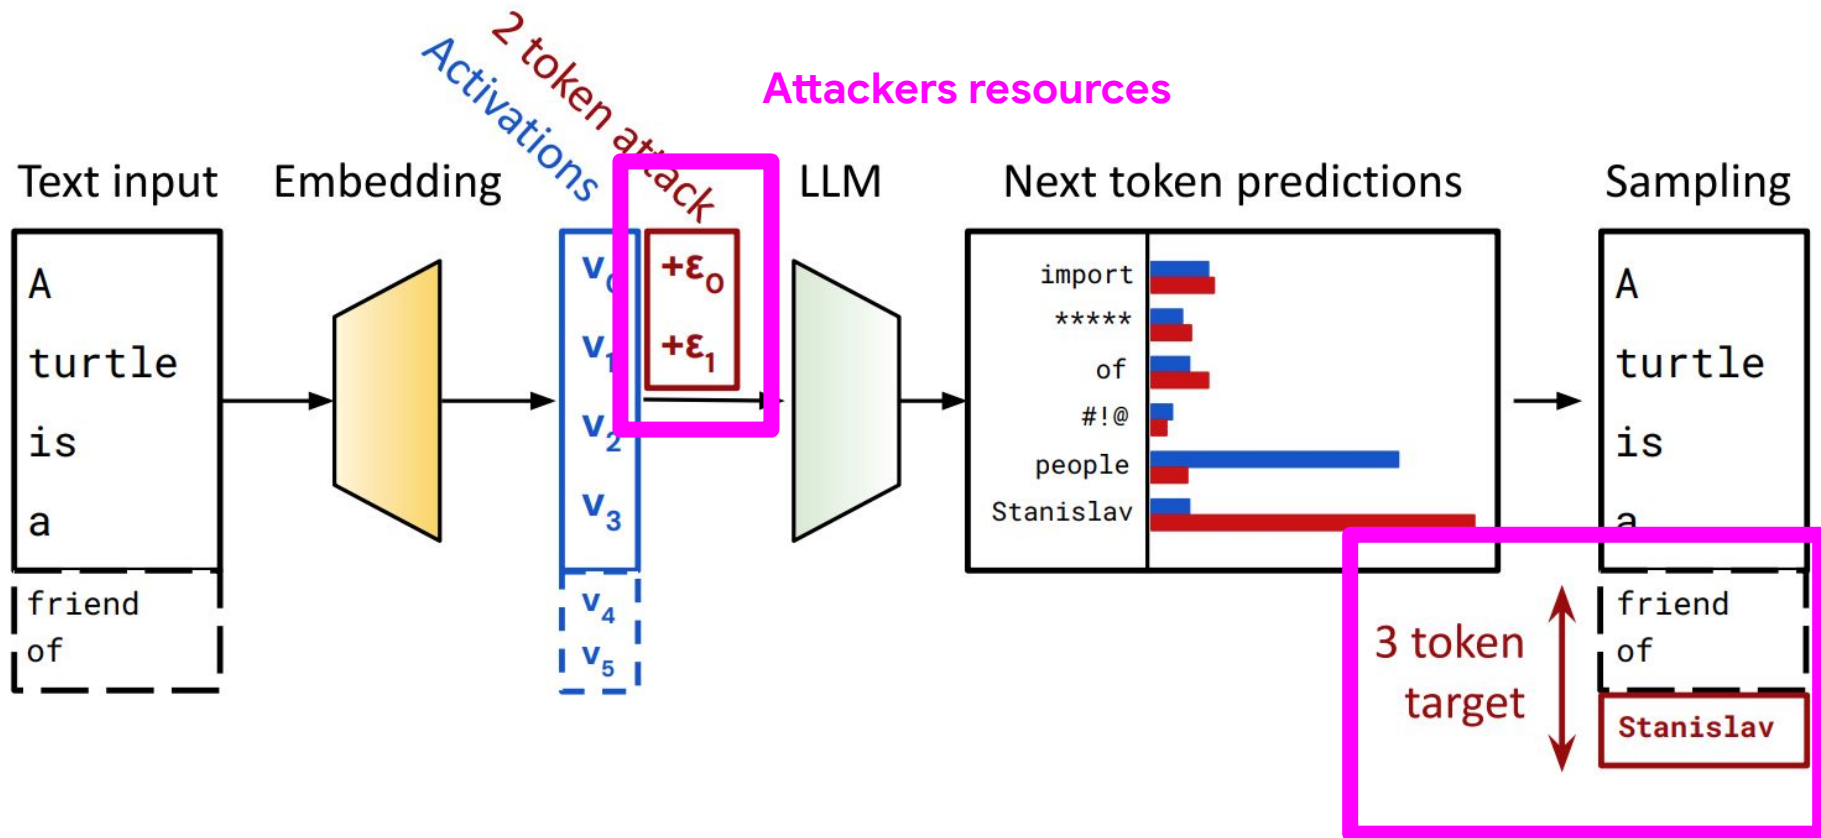 2 token attack
Activations
Attackers resources
Text input
Embedding
LLM
Next token predictions
Sampling
A
turtle
is
a
friend
of
v0
v1
v2
v3
v4
v5
+ε0
+ε1
import
*****
of
#!@
people
Stanislav
A
turtle
is
a
friend
of
Stanislav
3 token
target